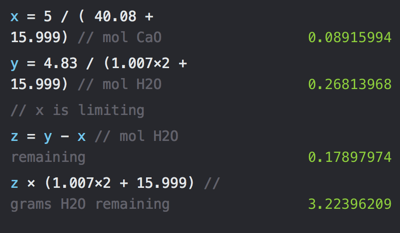 x = 5 / ( 40.08 +
15.999) // mol CaO 0.08915994
y = 4.83 / (1.007×2 +
15.999) // mol H2O 0.26813968
// x is limiting
z = y - x // mol H2O
remaining 0.17897974
z × (1.007×2 + 15.999) //
grams H2O remaining 3.22396209